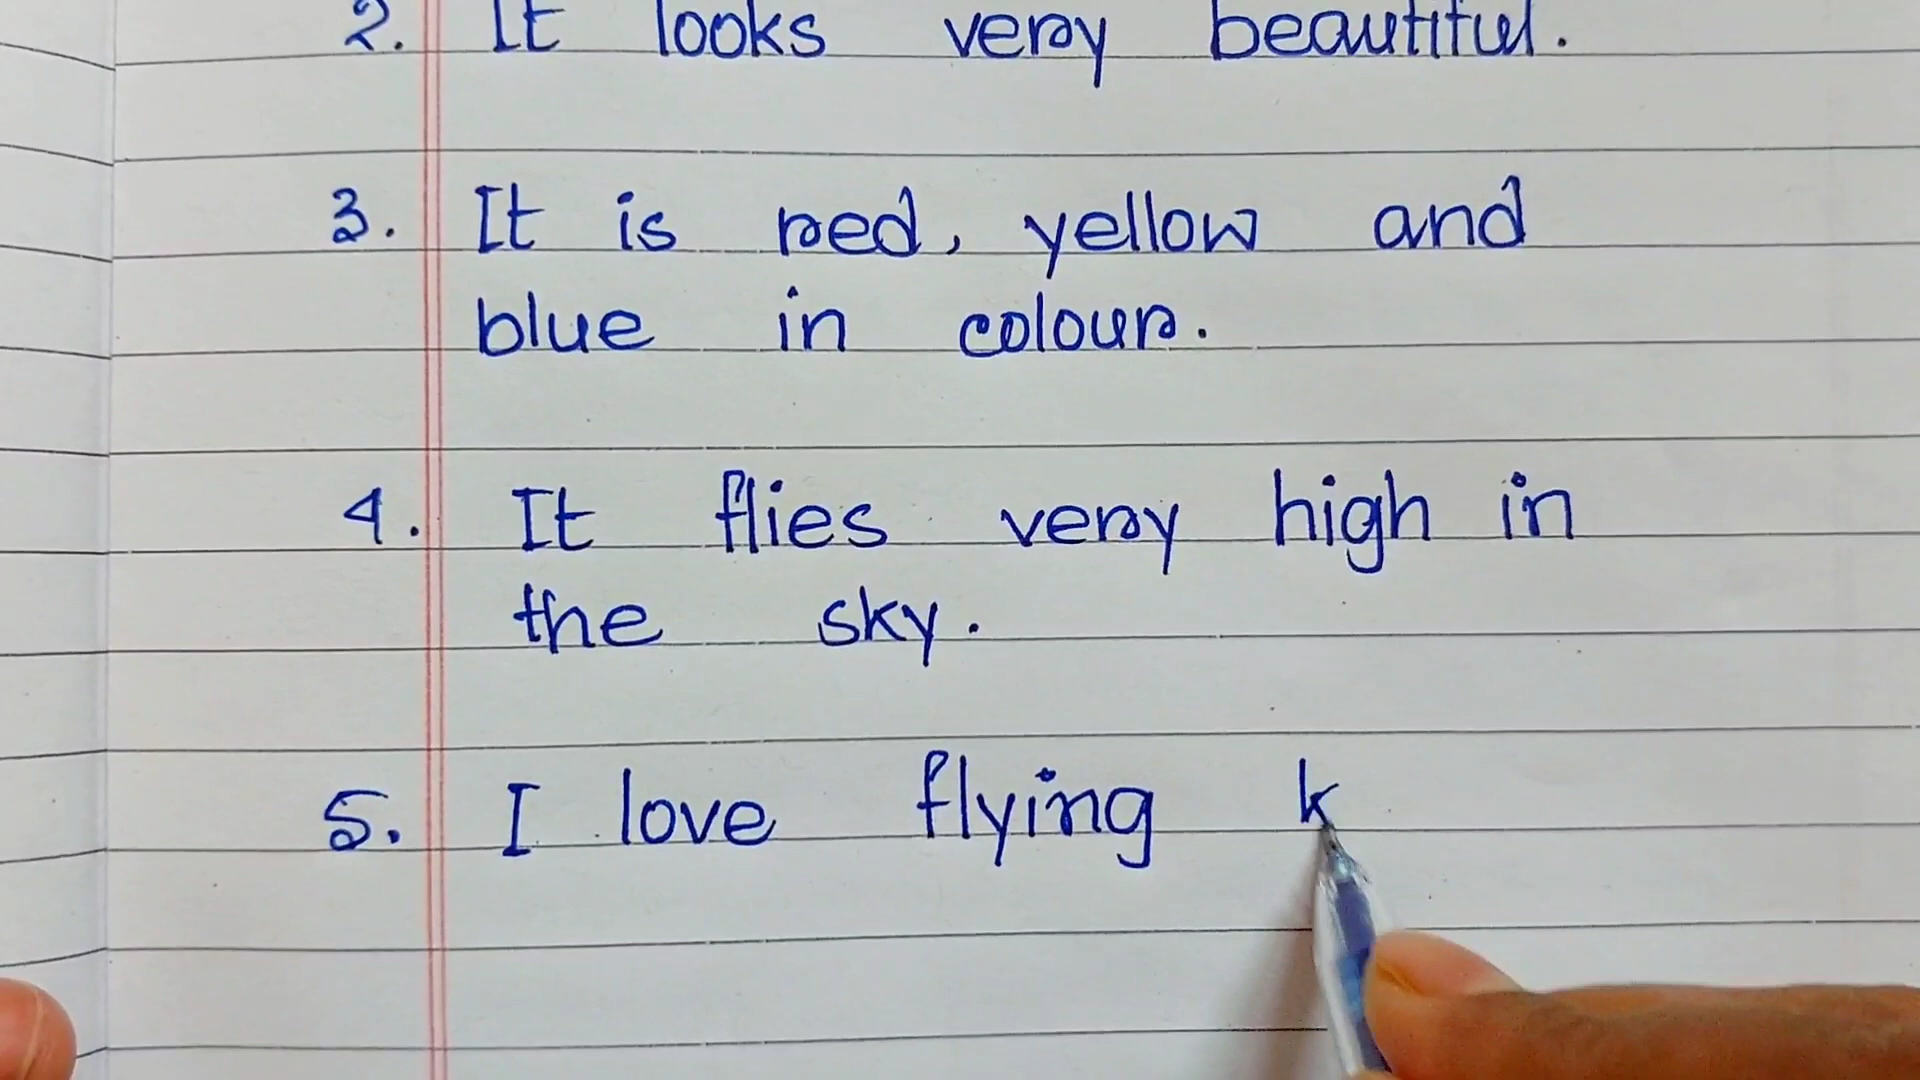 2. It looks very beautiful.
3. It is red, yellow and
blue in colour.
4. It flies very high in
the sky.
5. I love flying k